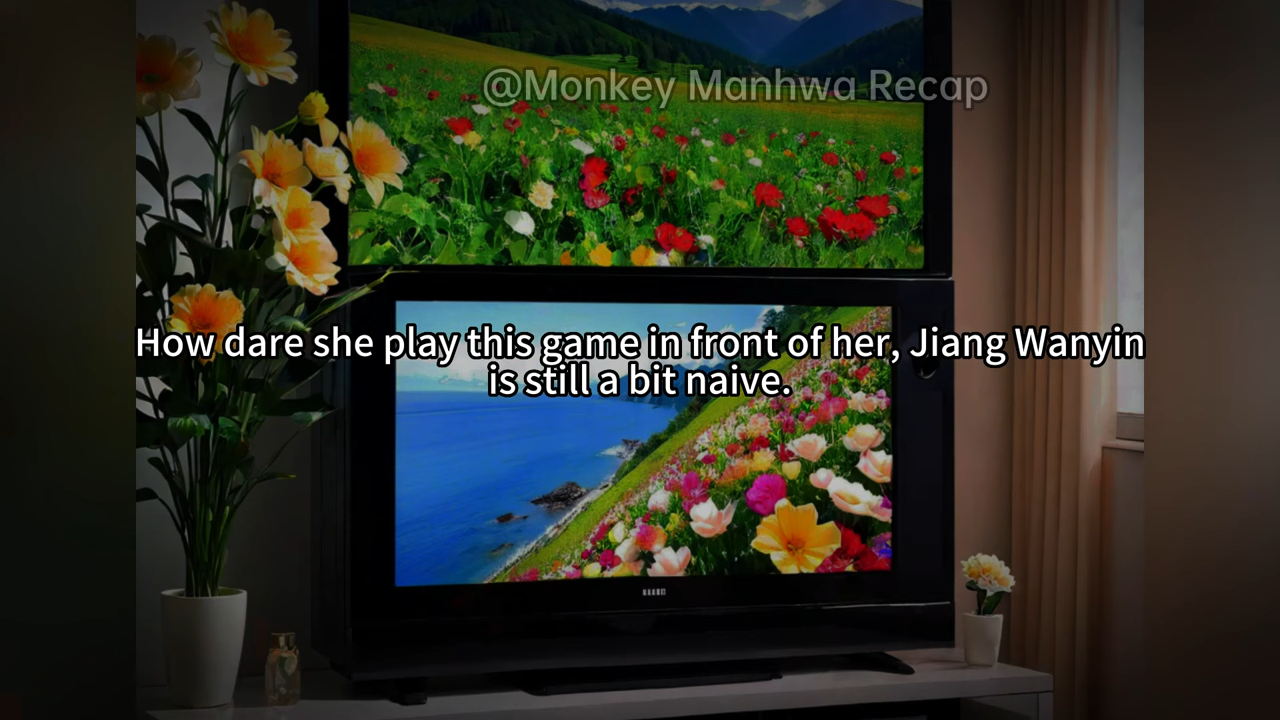 @Monkey Manhwa Recap
How dare she play this game in front of her, Jiang Wanyin
is still a bit naive.